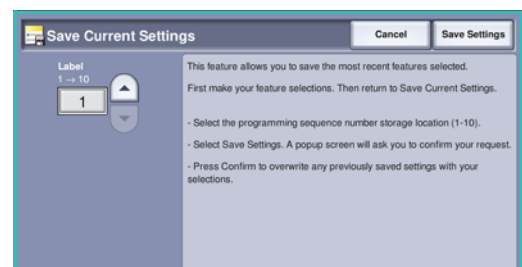 Save Current Settings
Cancel
Save Settings
Label
1 → 10
1
This feature allows you to save the most recent features selected.
First make your feature selections. Then return to Save Current Settings.
- Select the programming sequence number storage location (1-10).
- Select Save Settings. A popup screen will ask you to confirm your request.
- Press Confirm to overwrite any previously saved settings with your
selections.